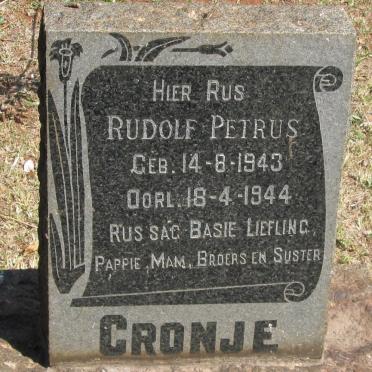 HIER RUS
RUDOLF PETRUS
GEB. 14-8-1943
OORL. 18-4-1944
RUS SAG BASIE LIEFLING
PAPPIE, MAM, BROERS EN SUSTER
CRONJE